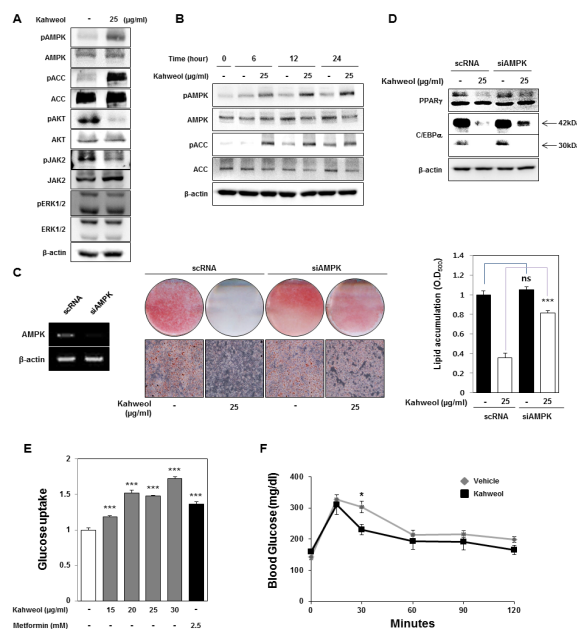 A
Kahweol - 25 (μg/ml)
pAMPK
AMPK
pACC
ACC
pAKT
AKT
pJAK2
JAK2
pERK1/2
ERK1/2
β-actin
B
Time (hour) 0 6 12 24
Kahweol (μg/ml) - - 25 - 25 - 25
pAMPK
AMPK
pACC
ACC
β-actin
D
scRNA siAMPK
Kahweol (μg/ml) - 25 - 25
PPARγ
C/EBPα
42kDa
30kDa
β-actin
C
scRNA siAMPK
AMPK
β-actin
scRNA siAMPK
Kahweol (μg/ml) - 25 - 25
Lipid accumulation (O.D500)
1.4
1.2
1
0.8
0.6
0.4
0.2
0
ns
***
Kahweol (μg/ml) - 25 - 25
scRNA siAMPK
E
Glucose uptake
2
1.5
1
0.5
0
*** *** *** *** ***
Kahweol (μg/ml) - 15 20 25 30 -
Metformin (mM) - - - - - 2.5
F
Blood Glucose (mg/dl)
400
300
200
100
0
*
Vehicle
Kahweol
0 30 60 90 120
Minutes